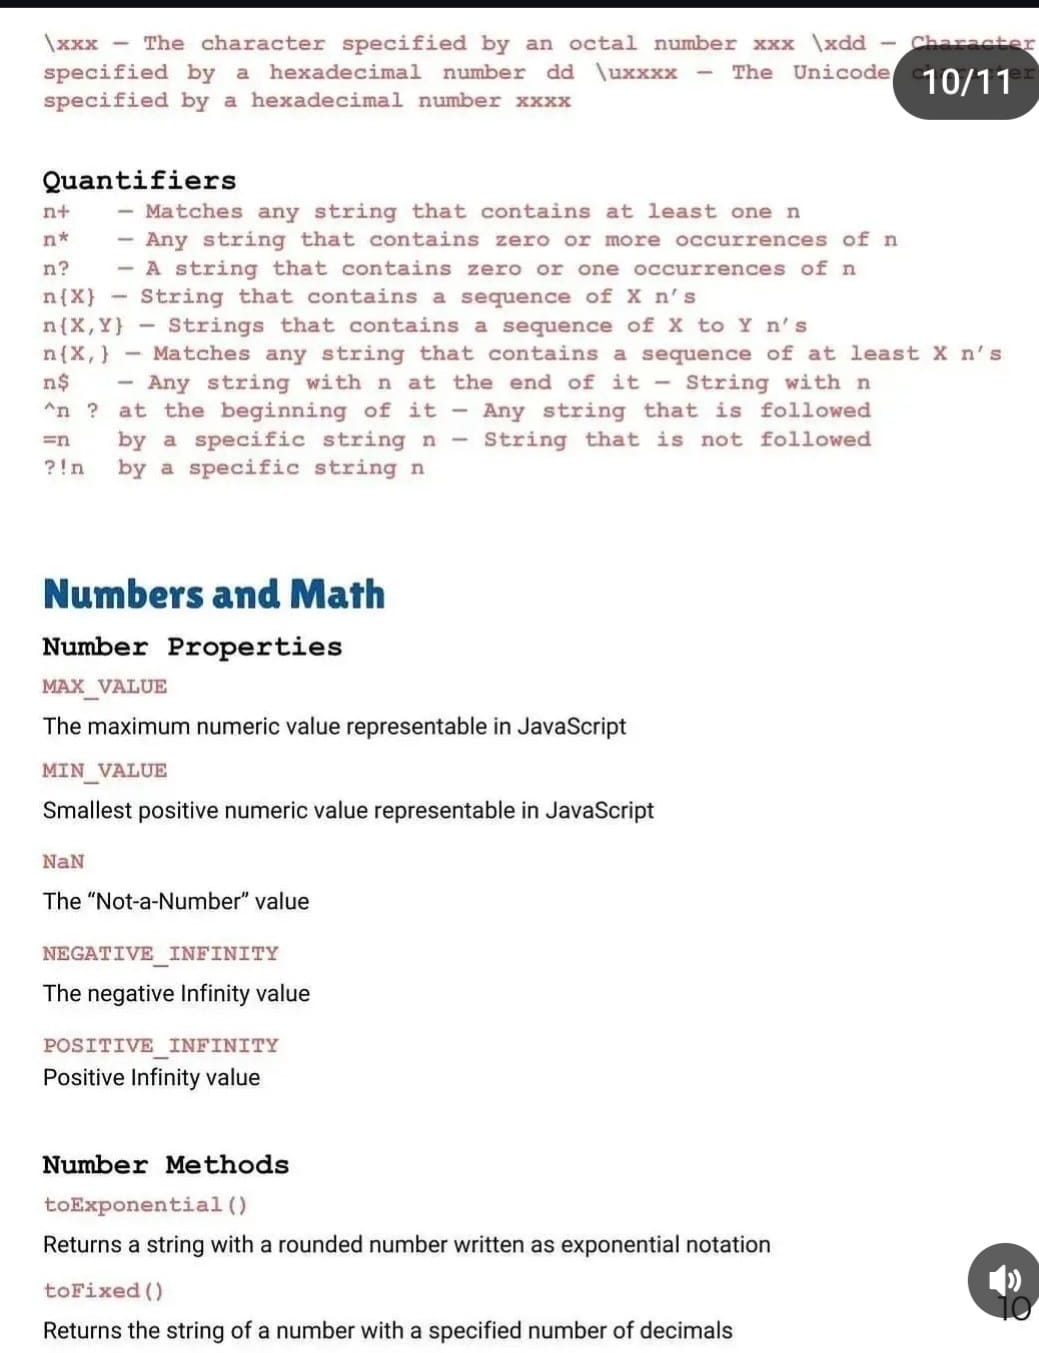 \xxx — The character specified by an octal number xxx \xdd — Character
specified by a hexadecimal number dd \uxxxx — The Unicode character
specified by a hexadecimal number xxxx
10/11
Quantifiers
n+ — Matches any string that contains at least one n
n* — Any string that contains zero or more occurrences of n
n? — A string that contains zero or one occurrences of n
n{X} — String that contains a sequence of X n's
n{X,Y} — Strings that contains a sequence of X to Y n's
n{X,} — Matches any string that contains a sequence of at least X n's
n$ — Any string with n at the end of it — String with n
^n ? at the beginning of it — Any string that is followed
=n by a specific string n — String that is not followed
?!n by a specific string n
Numbers and Math
Number Properties
MAX_VALUE
The maximum numeric value representable in JavaScript
MIN_VALUE
Smallest positive numeric value representable in JavaScript
NaN
The “Not-a-Number” value
NEGATIVE_INFINITY
The negative Infinity value
POSITIVE_INFINITY
Positive Infinity value
Number Methods
toExponential()
Returns a string with a rounded number written as exponential notation
toFixed()
Returns the string of a number with a specified number of decimals
10